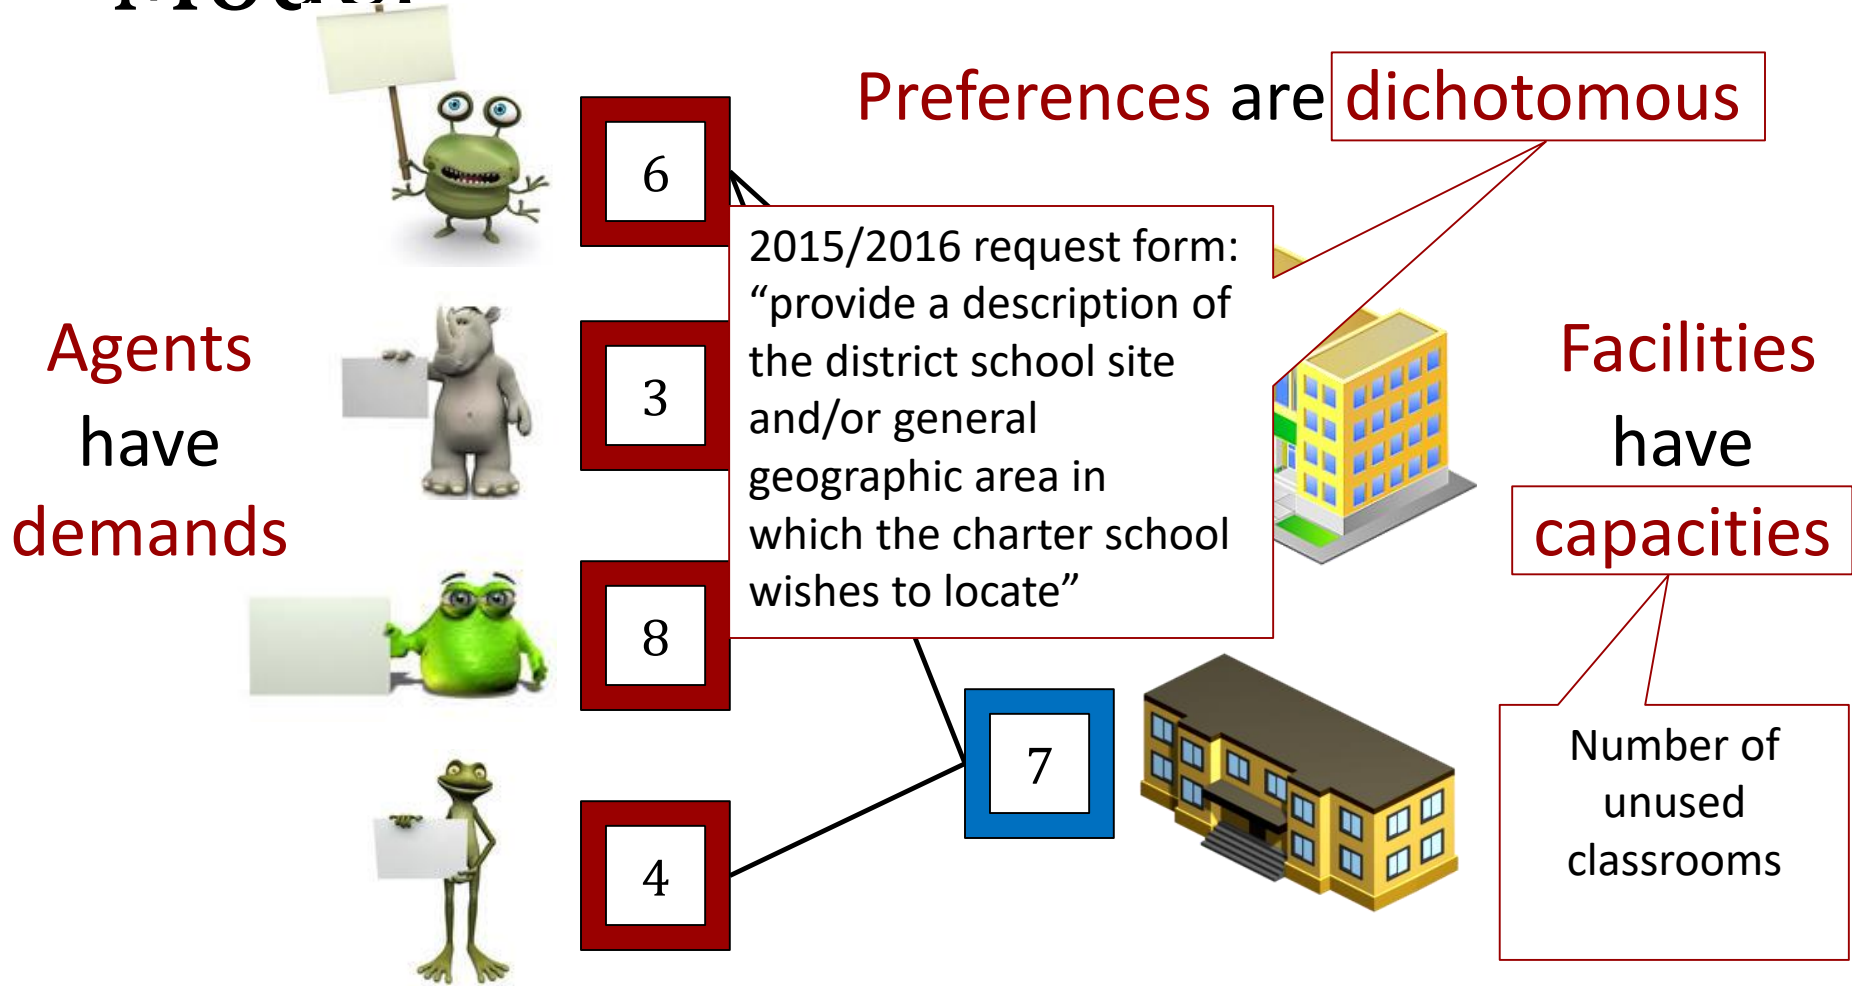 Model
Preferences are dichotomous
6
2015/2016 request form:
“provide a description of
the district school site
and/or general
geographic area in
which the charter school
wishes to locate”
Agents
have
demands
3
Facilities
have
capacities
8
7
Number of
unused
classrooms
4